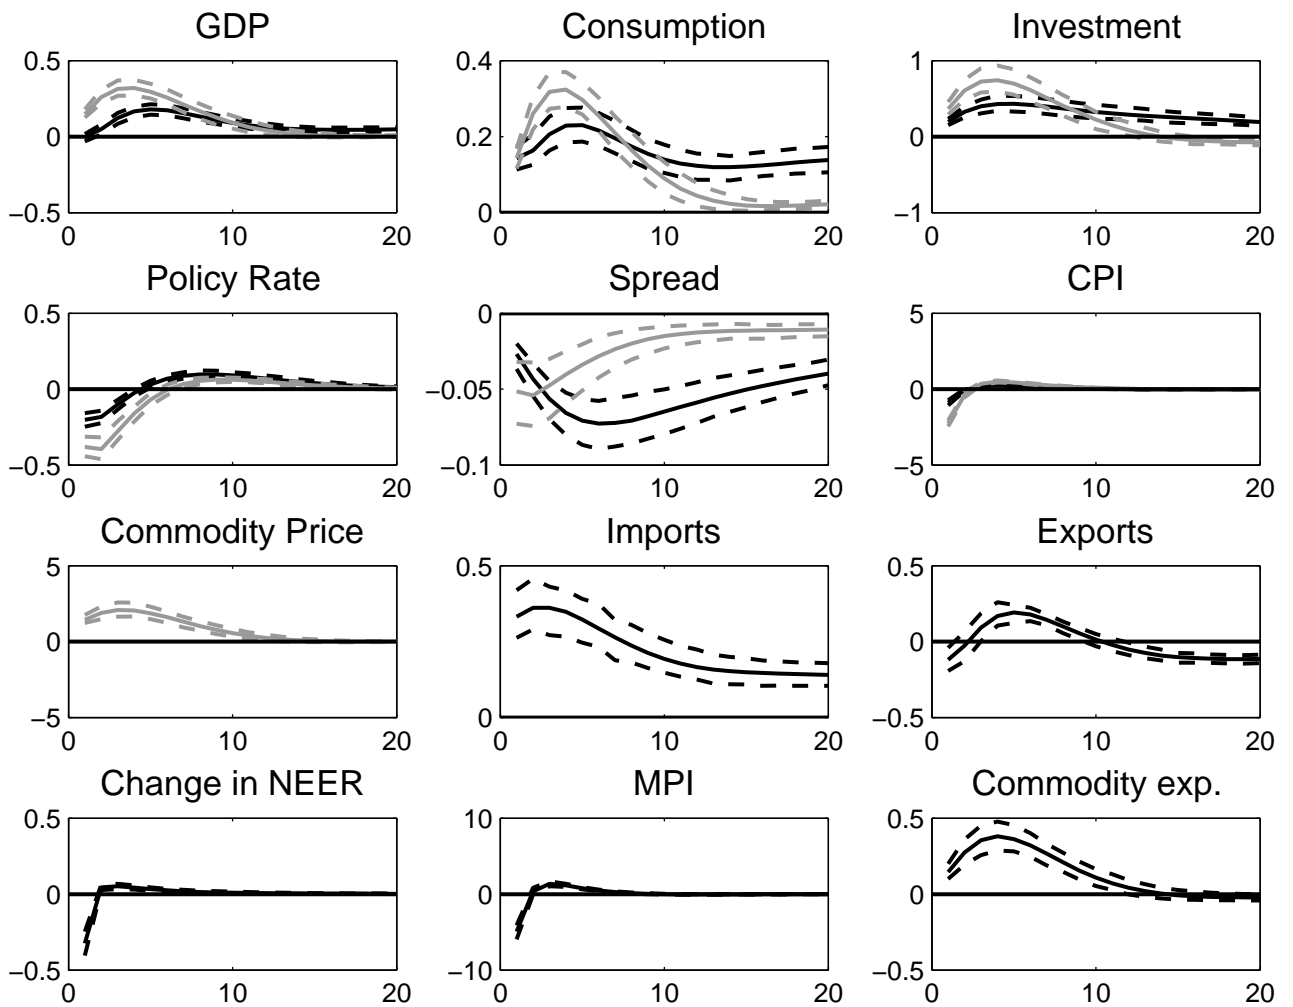 GDP Consumption Investment
0.5 0.4 1
0 0.2 0
−0.5 0 −1
0 10 20 0 10 20 0 10 20
Policy Rate Spread CPI
0.5 0 5
0 −0.05 0
−0.5 −0.1 −5
0 10 20 0 10 20 0 10 20
Commodity Price Imports Exports
5 0.5 0.5
0 0
−5 0 −0.5
0 10 20 0 10 20 0 10 20
Change in NEER MPI Commodity exp.
0.5 10 0.5
0 0 0
−0.5 −10 −0.5
0 10 20 0 10 20 0 10 20